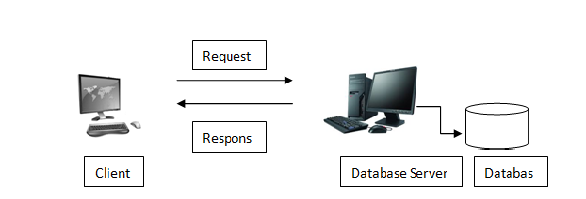 Request
Respons
Client
Database Server
Databas